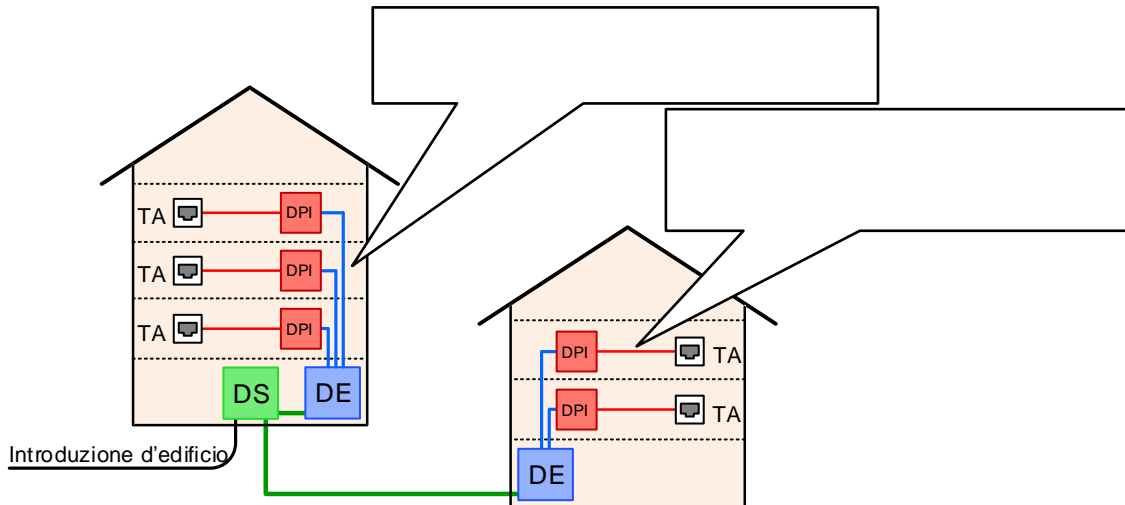 TA DPI
TA DPI
TA DPI
DS DE
Introduzione d'edificio
DPI TA
DPI TA
DE